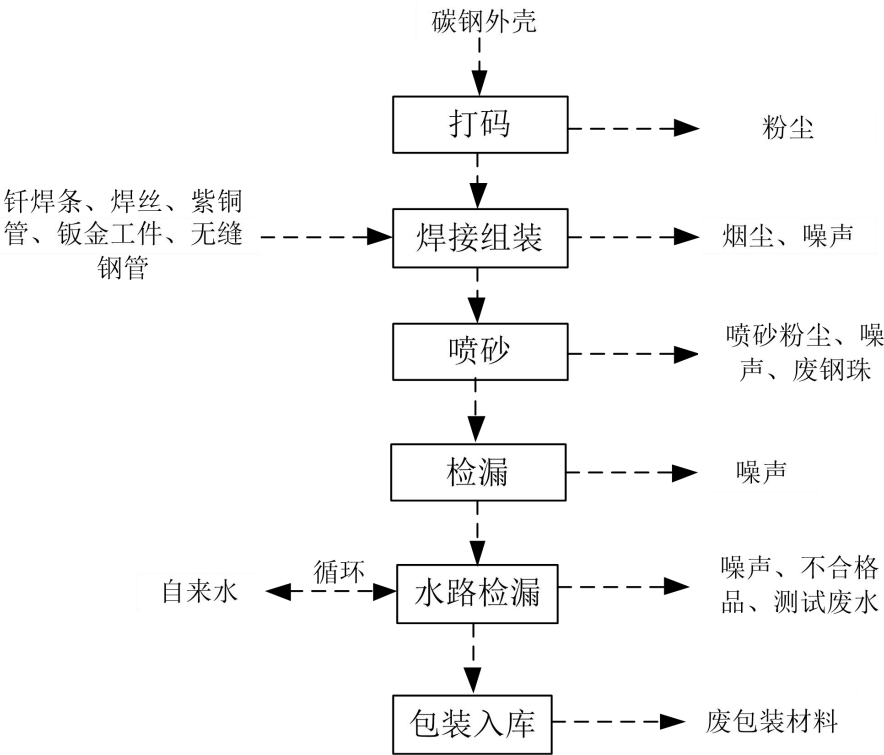 碳钢外壳
打码
粉尘
钎焊条、焊丝、紫铜
管、钣金工件、无缝
钢管
焊接组装
烟尘、噪声
喷砂
喷砂粉尘、噪
声、废钢珠
检漏
噪声
自来水
循环
水路检漏
噪声、不合格
品、测试废水
包装入库
废包装材料